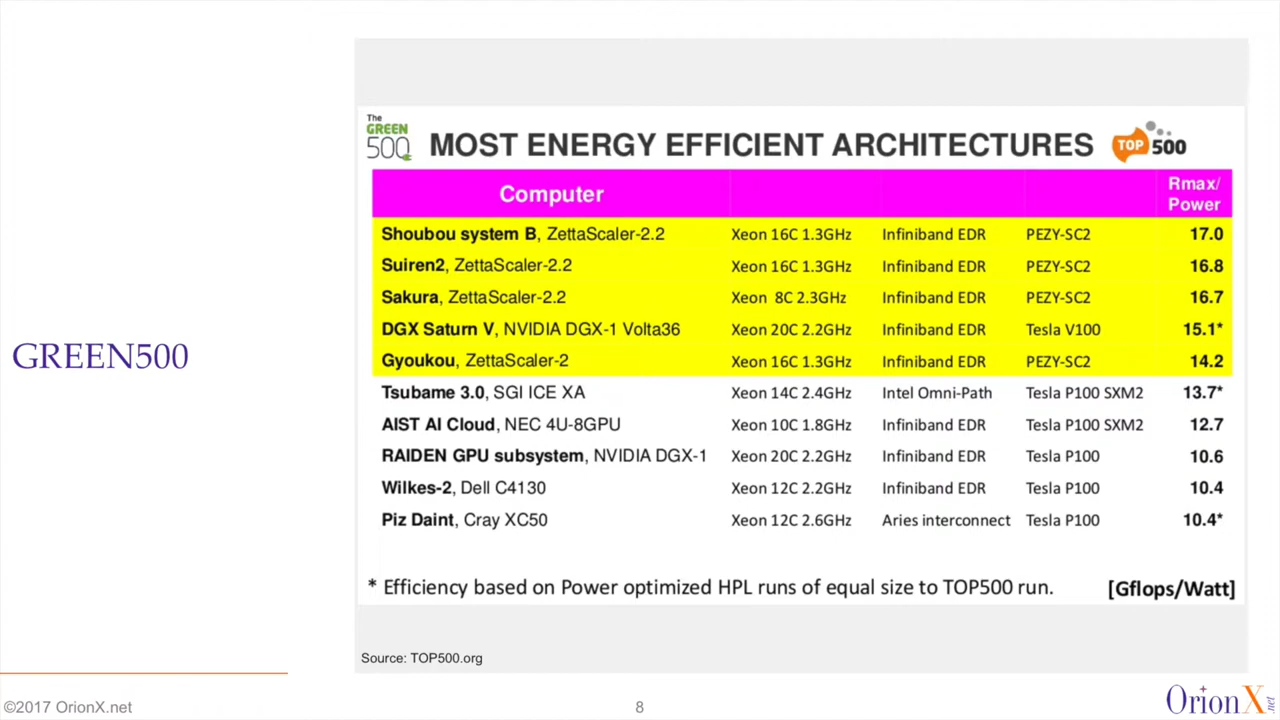 The
GREEN
500
MOST ENERGY EFFICIENT ARCHITECTURES
TOP 500
Computer Rmax/
Power
Shoubou system B, ZettaScaler-2.2 Xeon 16C 1.3GHz Infiniband EDR PEZY-SC2 17.0
Suiren2, ZettaScaler-2.2 Xeon 16C 1.3GHz Infiniband EDR PEZY-SC2 16.8
Sakura, ZettaScaler-2.2 Xeon 8C 2.3GHz Infiniband EDR PEZY-SC2 16.7
DGX Saturn V, NVIDIA DGX-1 Volta36 Xeon 20C 2.2GHz Infiniband EDR Tesla V100 15.1*
Gyoukou, ZettaScaler-2 Xeon 16C 1.3GHz Infiniband EDR PEZY-SC2 14.2
Tsubame 3.0, SGI ICE XA Xeon 14C 2.4GHz Intel Omni-Path Tesla P100 SXM2 13.7*
AIST AI Cloud, NEC 4U-8GPU Xeon 10C 1.8GHz Infiniband EDR Tesla P100 SXM2 12.7
RAIDEN GPU subsystem, NVIDIA DGX-1 Xeon 20C 2.2GHz Infiniband EDR Tesla P100 10.6
Wilkes-2, Dell C4130 Xeon 12C 2.2GHz Infiniband EDR Tesla P100 10.4
Piz Daint, Cray XC50 Xeon 12C 2.6GHz Aries interconnect Tesla P100 10.4*
* Efficiency based on Power optimized HPL runs of equal size to TOP500 run. [Gflops/Watt]
GREEN500
Source: TOP500.org
©2017 OrionX.net
8
OrionX.net